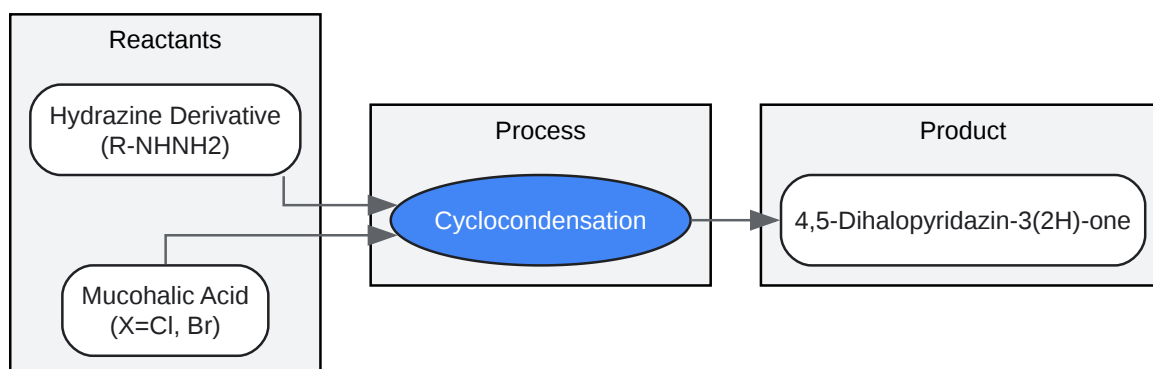 Reactants
Hydrazine Derivative
(R-NHNH2)
Mucohalic Acid
(X=Cl, Br)
Process
Cyclocondensation
Product
4,5-Dihalopyridazin-3(2H)-one